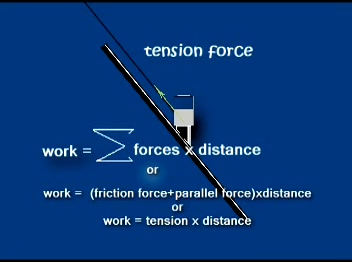 tension force
work = ∑ forces x distance
or
work = (friction force+parallel force)xdistance
or
work = tension x distance